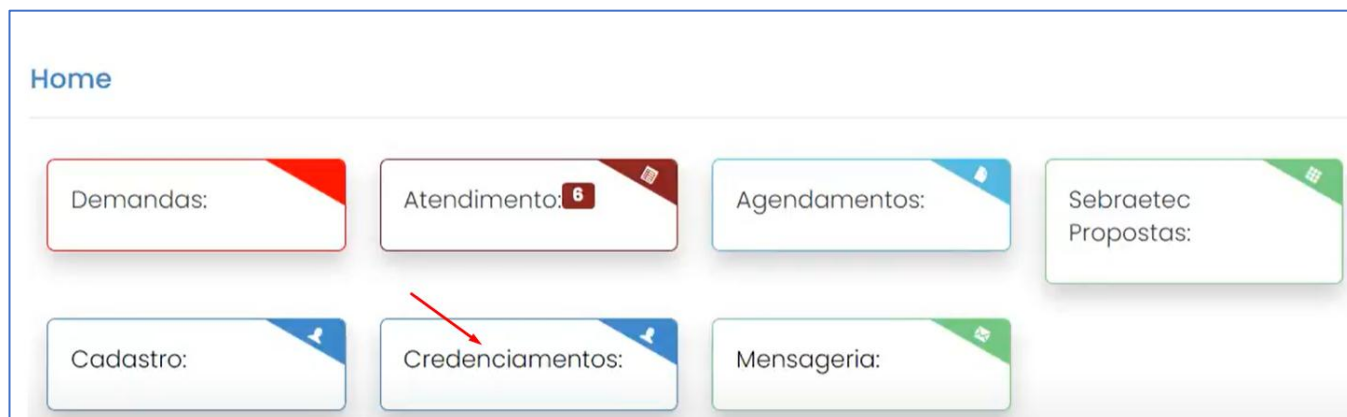 Home
Demandas:
Atendimento: 6
Agendamentos:
Sebraetec
Propostas:
Cadastro:
Credenciamentos:
Mensageria: